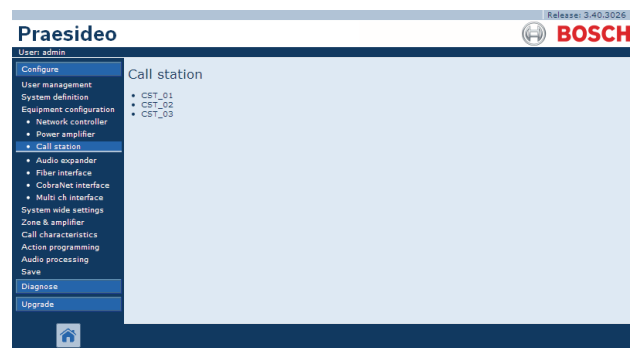 Release: 3.40.3026
Praesideo
BOSCH
User: admin
Configure
User management
System definition
Equipment configuration
• Network controller
• Power amplifier
• Call station
• Audio expander
• Fiber interface
• CobraNet interface
• Multi ch interface
System wide settings
Zone & amplifier
Call characteristics
Action programming
Audio processing
Save
Diagnose
Upgrade
Call station
• CST_01
• CST_02
• CST_03